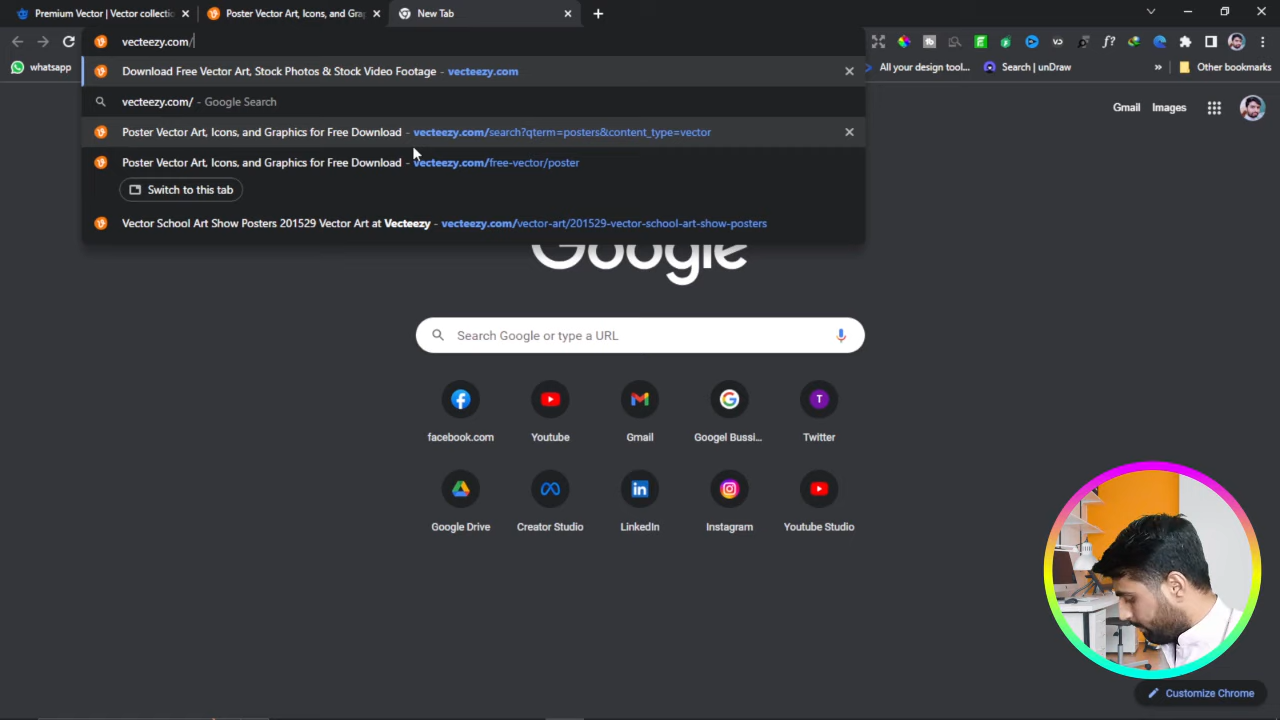 Premium Vector | Vector collectio
Poster Vector Art, Icons, and Gra
New Tab
vecteezy.com/
Download Free Vector Art, Stock Photos & Stock Video Footage - vecteezy.com
vecteezy.com/ - Google Search
Poster Vector Art, Icons, and Graphics for Free Download - vecteezy.com/search?qterm=posters&content_type=vector
Poster Vector Art, Icons, and Graphics for Free Download - vecteezy.com/free-vector/poster
Switch to this tab
Vector School Art Show Posters 201529 Vector Art at Vecteezy - vecteezy.com/vector-art/201529-vector-school-art-show-posters
whatsapp
All your design tool...
Search | unDraw
»
Other bookmarks
Gmail
Images
Google
Search Google or type a URL
facebook.com
Youtube
Gmail
Googel Bussi...
Twitter
Google Drive
Creator Studio
LinkedIn
Instagram
Youtube Studio
Customize Chrome